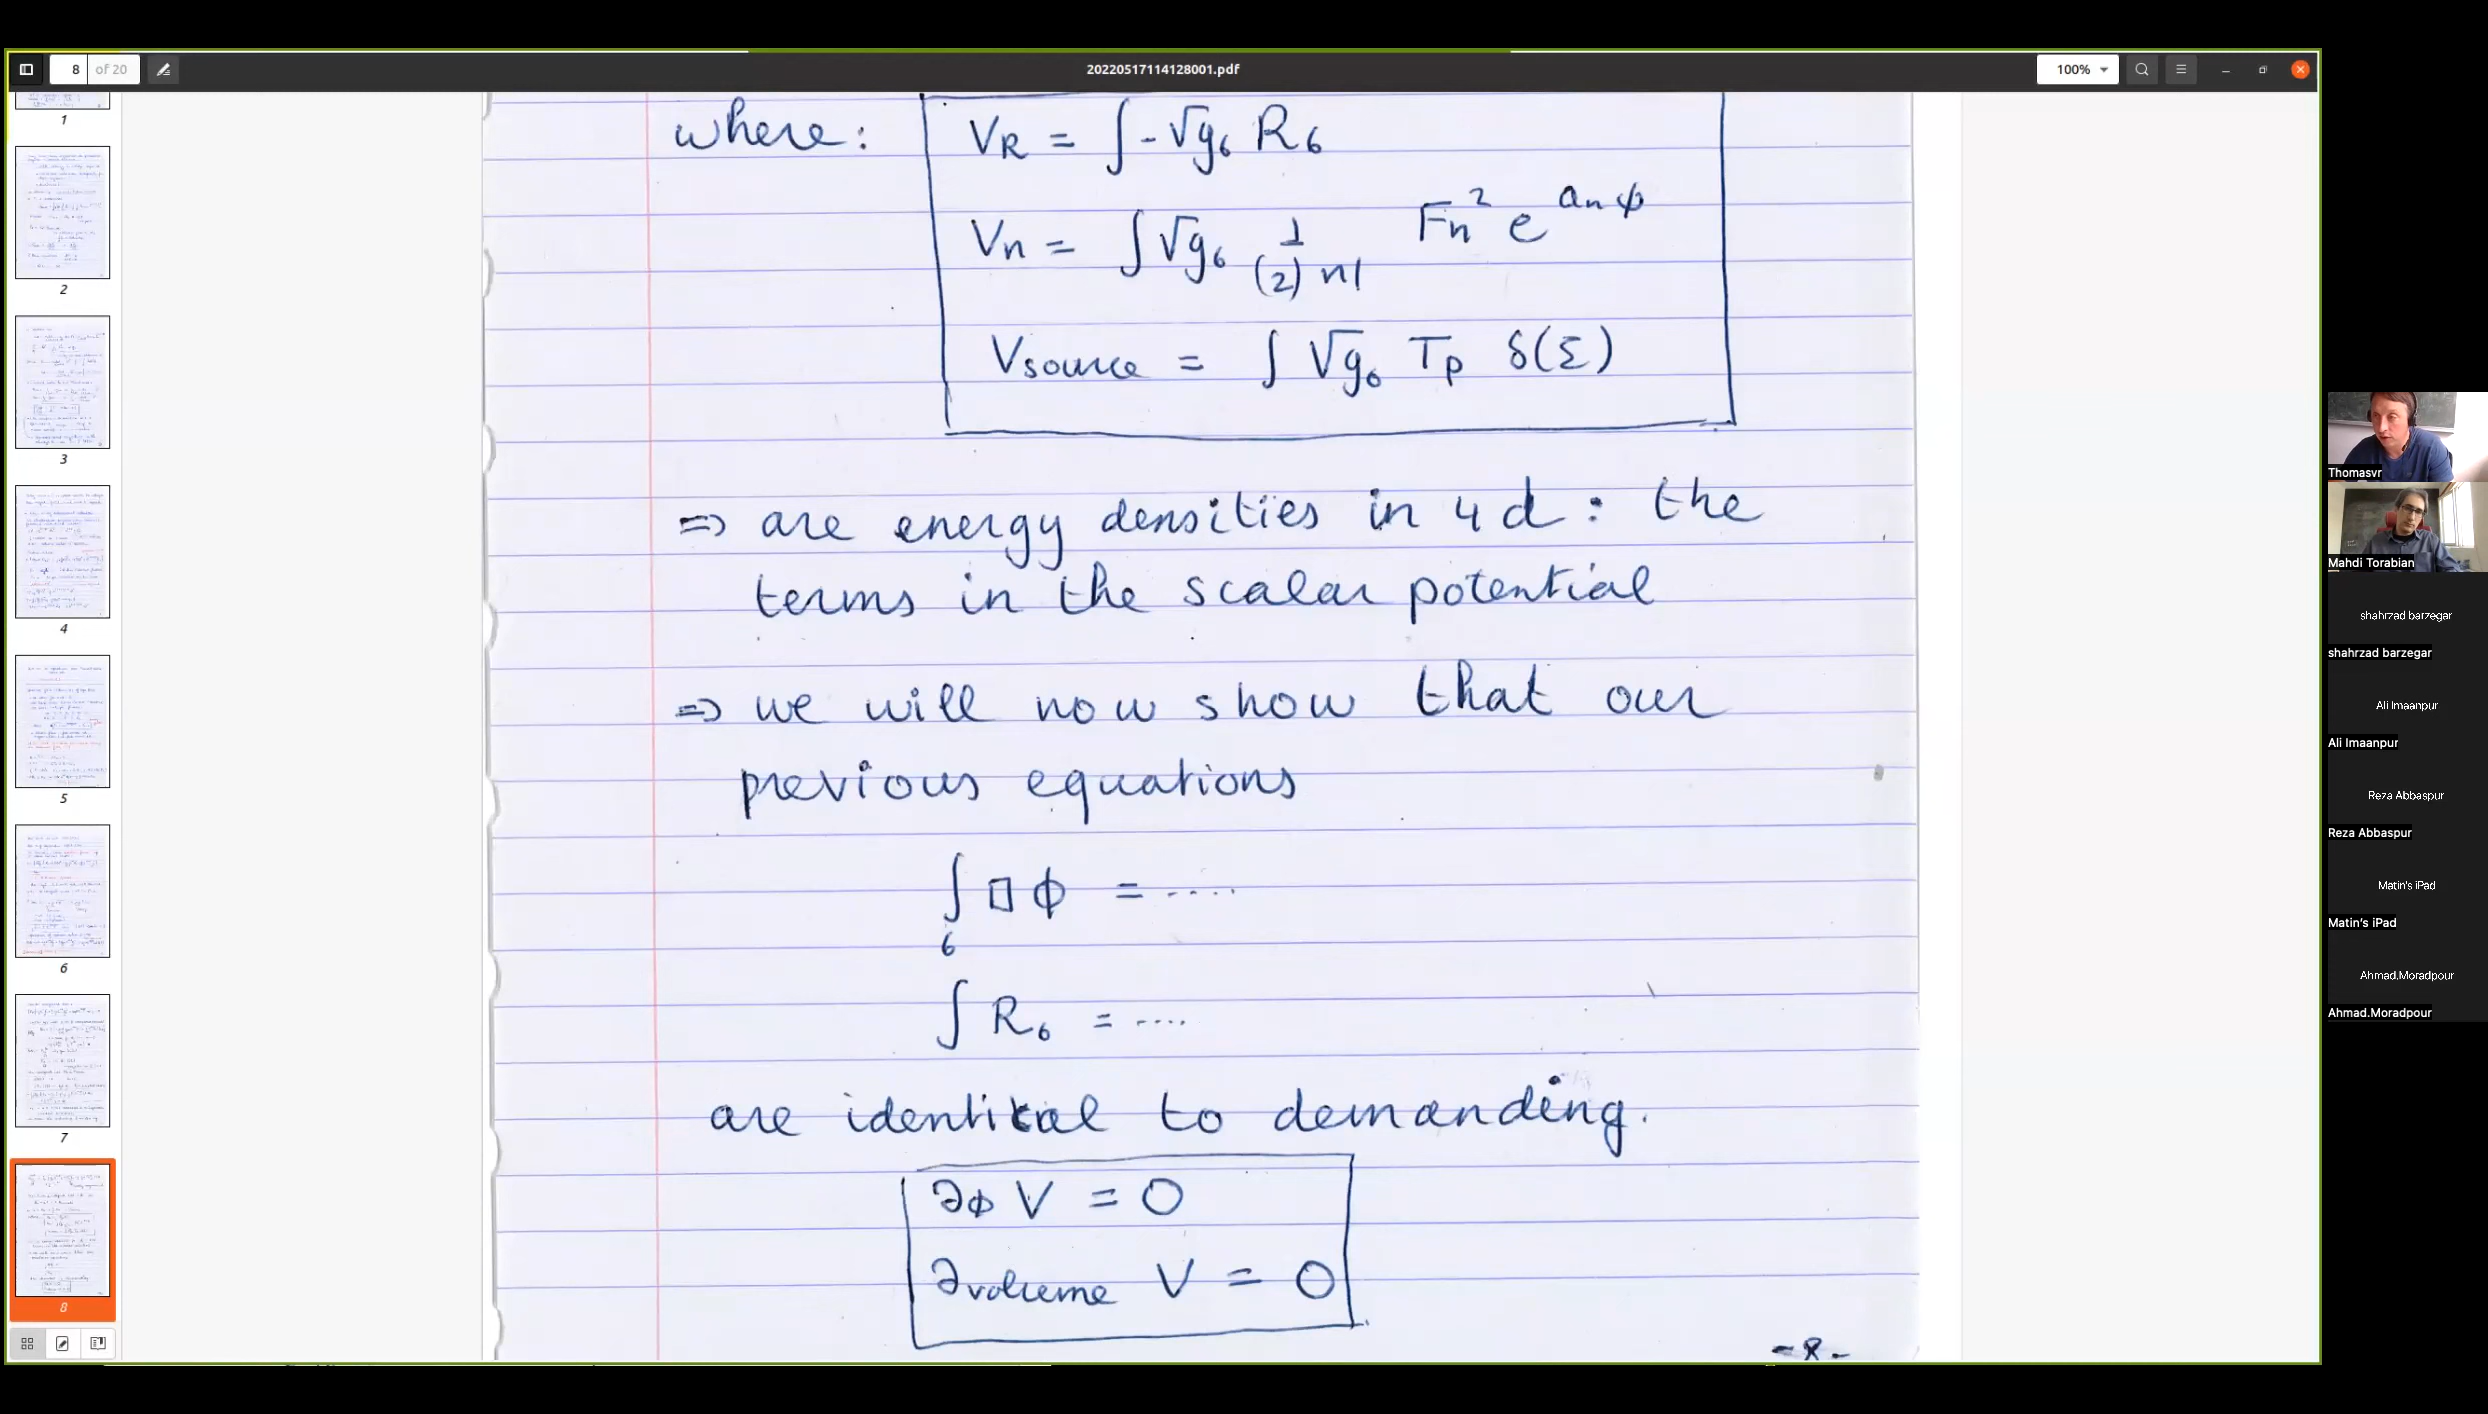 8 of 20
20220517114128001.pdf
100%
1
2
3
4
5
6
7
8
where:
V_R = ∫ -√g₆ R₆
V_n = ∫ √g₆ 1/((2) n!) F_n² e^{a_n ϕ}
V_source = ∫ √g₆ T_p δ(Σ)
=> are energy densities in 4d : the
terms in the scalar potential
=> we will now show that our
previous equations
∫₆ □ ϕ = ....
∫ R₆ = ....
are identical to demanding.
∂ϕ V = 0
∂volume V = 0
-8-
Thomasvr
Mahdi Torabian
shahrzad barzegar
shahrzad barzegar
Ali Imaanpur
Ali Imaanpur
Reza Abbaspur
Reza Abbaspur
Matin's iPad
Matin's iPad
Ahmad.Moradpour
Ahmad.Moradpour